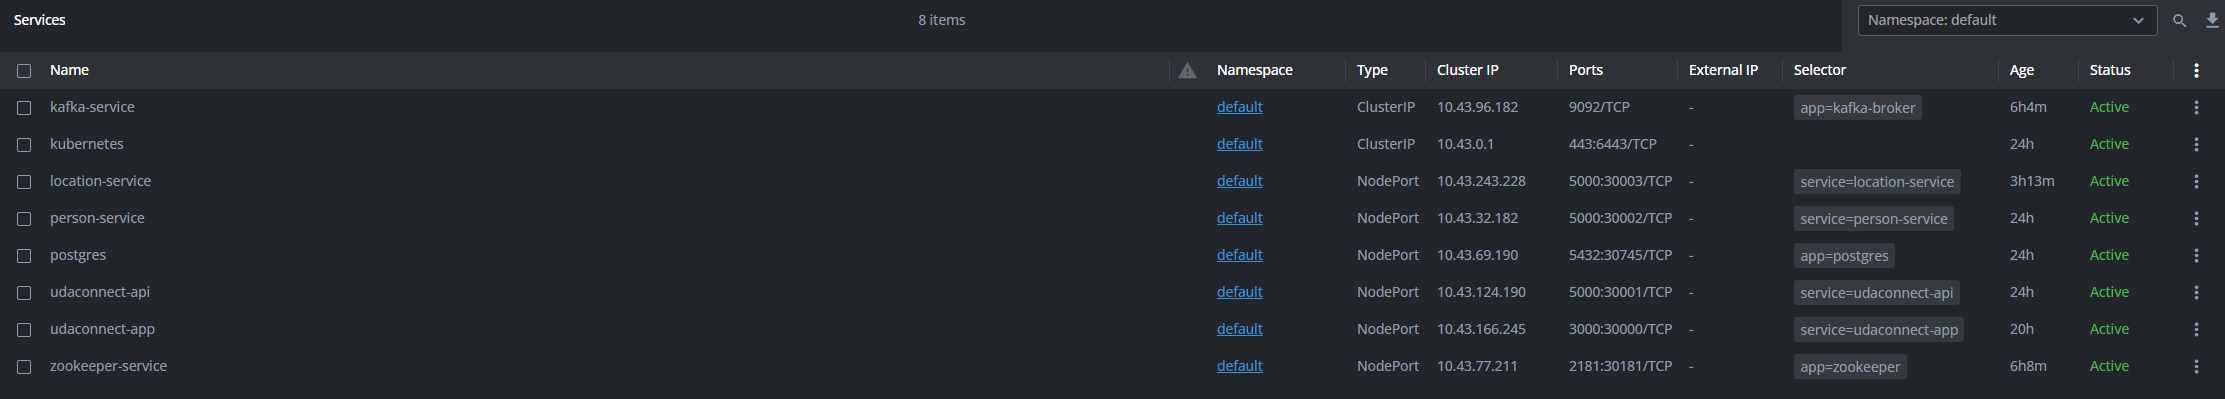 Services 8 items Namespace: default
Name Namespace Type Cluster IP Ports External IP Selector Age Status
kafka-service default ClusterIP 10.43.96.182 9092/TCP - app=kafka-broker 6h4m Active
kubernetes default ClusterIP 10.43.0.1 443:6443/TCP - 24h Active
location-service default NodePort 10.43.243.228 5000:30003/TCP - service=location-service 3h13m Active
person-service default NodePort 10.43.32.182 5000:30002/TCP - service=person-service 24h Active
postgres default NodePort 10.43.69.190 5432:30745/TCP - app=postgres 24h Active
udaconnect-api default NodePort 10.43.124.190 5000:30001/TCP - service=udaconnect-api 24h Active
udaconnect-app default NodePort 10.43.166.245 3000:30000/TCP - service=udaconnect-app 20h Active
zookeeper-service default NodePort 10.43.77.211 2181:30181/TCP - app=zookeeper 6h8m Active